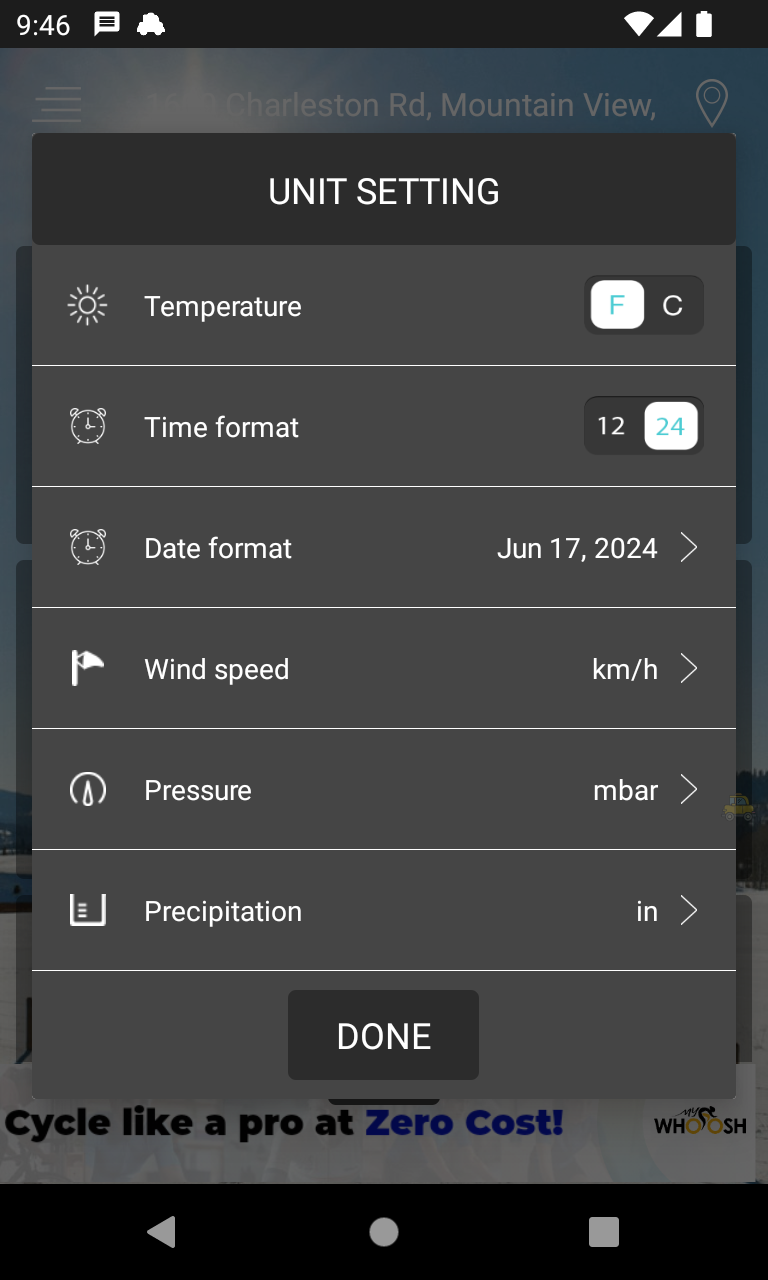 9:46
Charleston Rd, Mountain View,
UNIT SETTING
Temperature F C
Time format 12 24
Date format Jun 17, 2024
Wind speed km/h
Pressure mbar
Precipitation in
DONE
Cycle like a pro at Zero Cost!
MY
WHOOSH